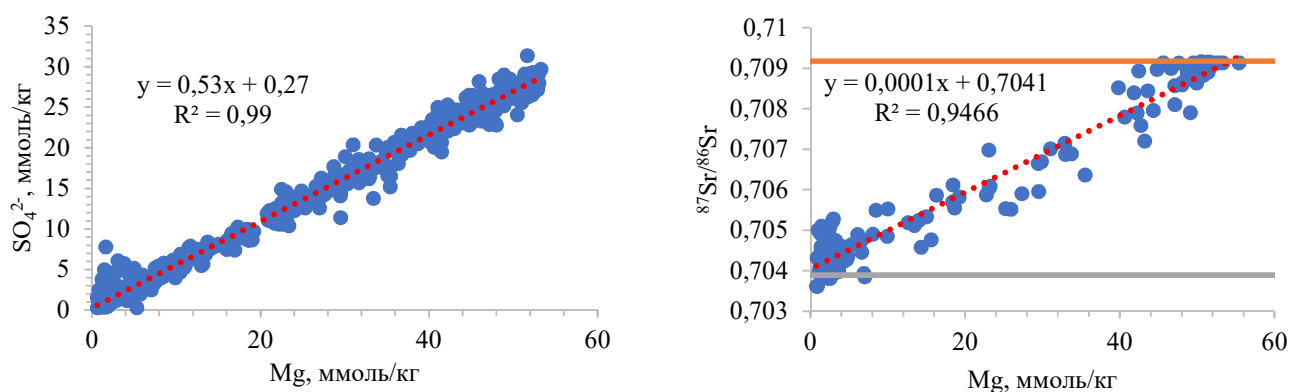 35
30
25
20
15
10
5
0
SO₄²⁻, ммоль/кг
y = 0,53x + 0,27
R² = 0,99
0 20 40 60
Mg, ммоль/кг
0,71
0,709
0,708
0,707
0,706
0,705
0,704
0,703
⁸⁷Sr/⁸⁶Sr
y = 0,0001x + 0,7041
R² = 0,9466
0 20 40 60
Mg, ммоль/кг